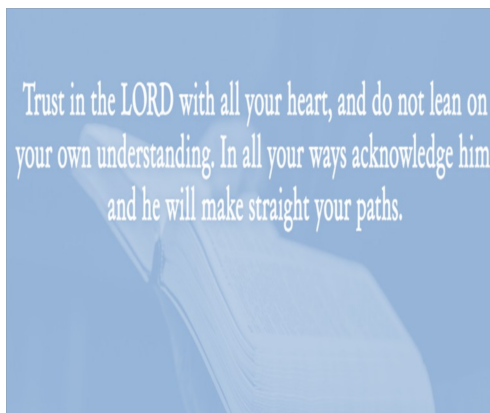 Trust in the LORD with all your heart, and do not lean on
your own understanding. In all your ways acknowledge him
and he will make straight your paths.